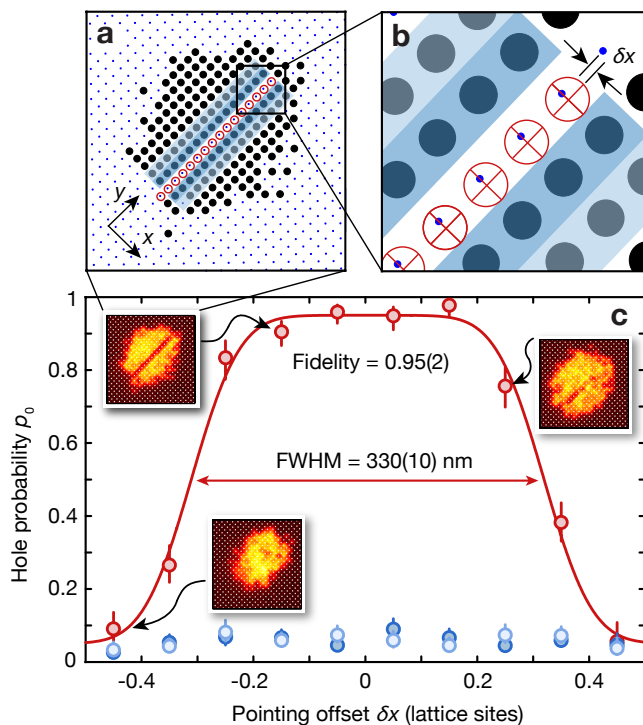 a
b
δx
y
x
c
Hole probability p₀
1
0.8
0.6
0.4
0.2
0
Fidelity = 0.95(2)
FWHM = 330(10) nm
-0.4 -0.2 0 0.2 0.4
Pointing offset δx (lattice sites)